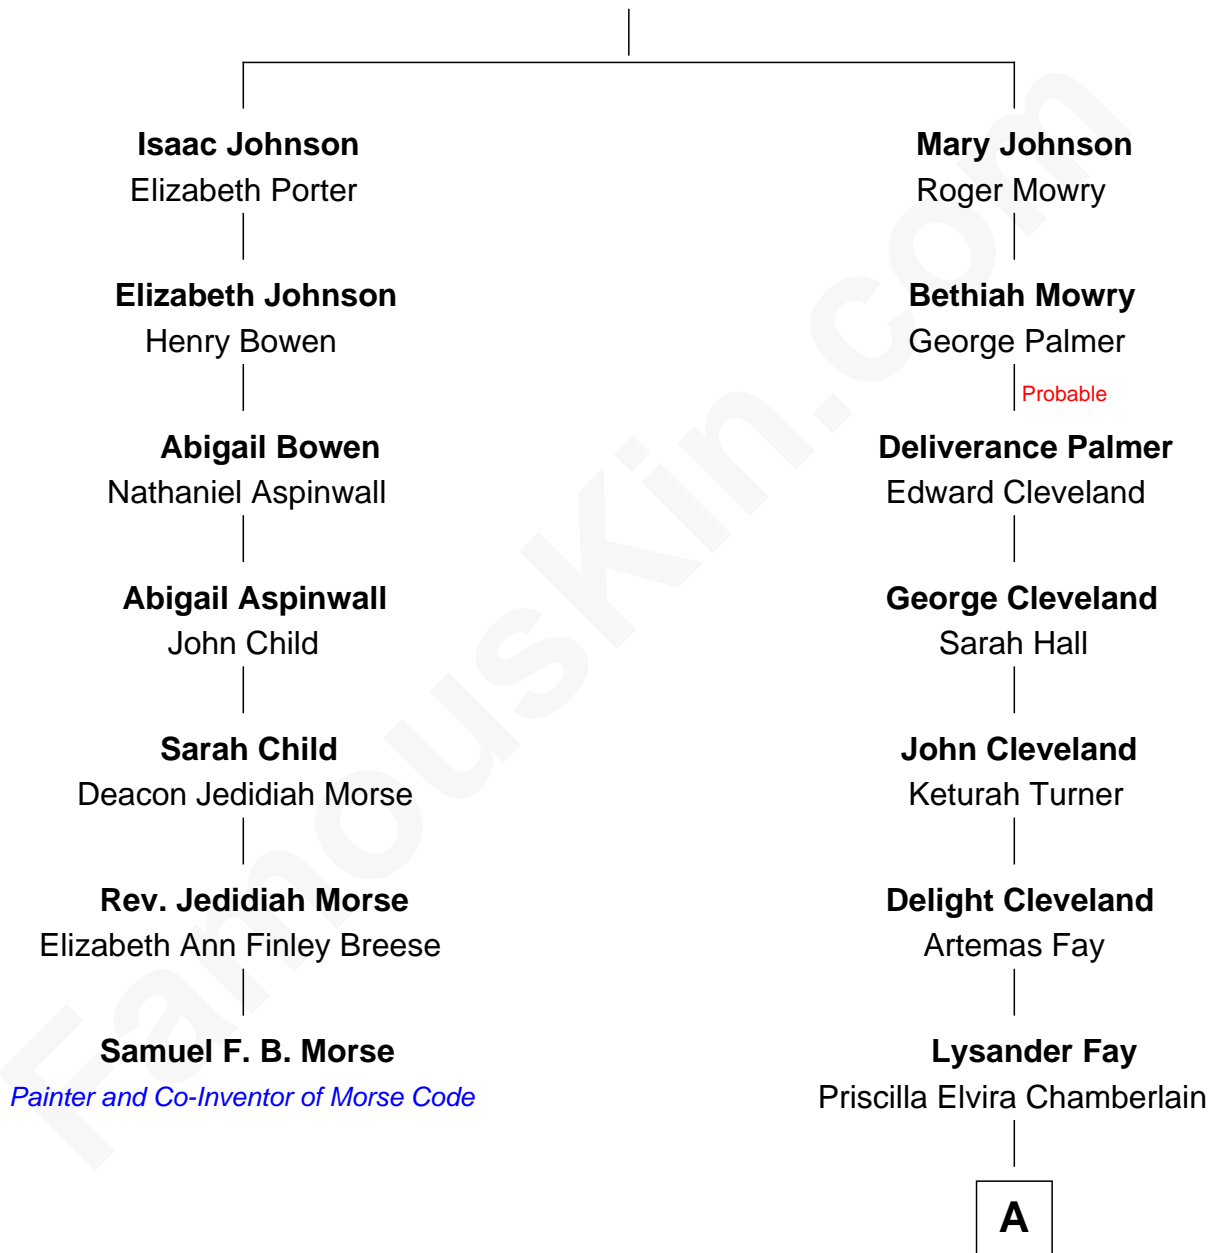 Isaac Johnson
Elizabeth Porter
Elizabeth Johnson
Henry Bowen
Abigail Bowen
Nathaniel Aspinwall
Abigail Aspinwall
John Child
Sarah Child
Deacon Jedidiah Morse
Rev. Jedidiah Morse
Elizabeth Ann Finley Breese
Samuel F. B. Morse
Painter and Co-Inventor of Morse Code
Mary Johnson
Roger Mowry
Bethiah Mowry
George Palmer
Probable
Deliverance Palmer
Edward Cleveland
George Cleveland
Sarah Hall
John Cleveland
Keturah Turner
Delight Cleveland
Artemas Fay
Lysander Fay
Priscilla Elvira Chamberlain
A
FamousKin.com